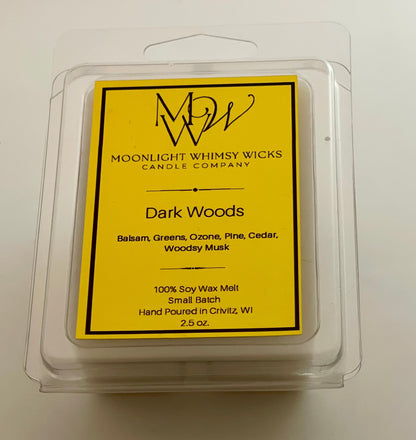 MWW
MOONLIGHT WHIMSY WICKS
CANDLE COMPANY
Dark Woods
Balsam, Greens, Ozone, Pine, Cedar,
Woodsy Musk
100% Soy Wax Melt
Small Batch
Hand Poured in Crivitz, WI
2.5 oz.